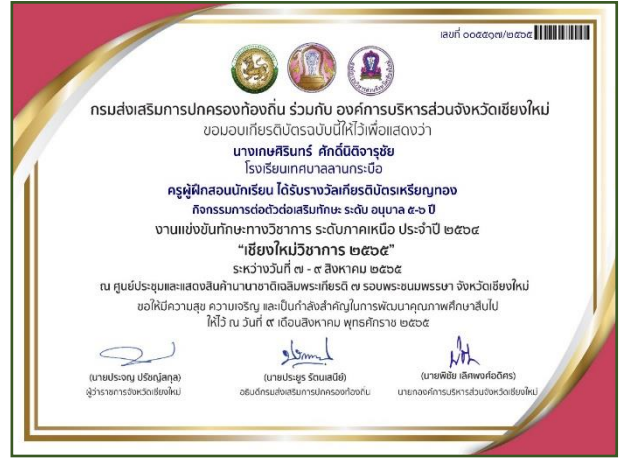 เลขที่ ๐๐๕๕๑๗/๒๕๖๕
กรมส่งเสริมการปกครองท้องถิ่น ร่วมกับ องค์การบริหารส่วนจังหวัดเชียงใหม่
ขอมอบเกียรติบัตรฉบับนี้ให้ไว้เพื่อแสดงว่า
นางเกษศิรินทร์ ศักดิ์นิติจารุชัย
โรงเรียนเทศบาลลานกระบือ
ครูผู้ฝึกสอนนักเรียน ได้รับรางวัลเกียรติบัตรเหรียญทอง
กิจกรรมการต่อตัวต่อเสริมทักษะ ระดับ อนุบาล ๕-๖ ปี
งานแข่งขันทักษะทางวิชาการ ระดับภาคเหนือ ประจำปี ๒๕๖๔
“เชียงใหม่วิชาการ ๒๕๖๕”
ระหว่างวันที่ ๗ - ๙ สิงหาคม ๒๕๖๕
ณ ศูนย์ประชุมและแสดงสินค้านานาชาติเฉลิมพระเกียรติ ๗ รอบพระชนมพรรษา จังหวัดเชียงใหม่
ขอให้มีความสุข ความเจริญ และเป็นกำลังสำคัญในการพัฒนาคุณภาพศึกษาสืบไป
ให้ไว้ ณ วันที่ ๙ เดือนสิงหาคม พุทธศักราช ๒๕๖๕
(นายประจญ ปรัชญ์สกุล)
ผู้ว่าราชการจังหวัดเชียงใหม่
(นายประยูร รัตนเสนีย์)
อธิบดีกรมส่งเสริมการปกครองท้องถิ่น
(นายพิชัย เลิศพงศ์อดิศร)
นายกองค์การบริหารส่วนจังหวัดเชียงใหม่